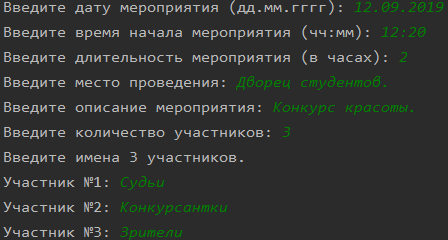 Введите дату мероприятия (дд.мм.гггг): 12.09.2019
Введите время начала мероприятия (чч:мм): 12:20
Введите длительность мероприятия (в часах): 2
Введите место проведения: Дворец студентов.
Введите описание мероприятия: Конкурс красоты.
Введите количество участников: 3
Введите имена 3 участников.
Участник №1: Судьи
Участник №2: Конкурсантки
Участник №3: Зрители